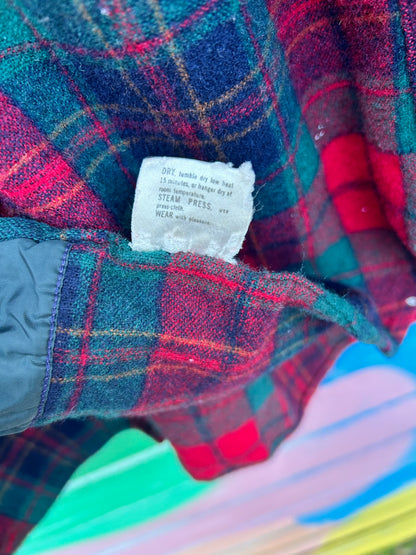 DRY, tumble dry low heat
15 minutes, or hanger dry at
room temperature.
STEAM PRESS, use
press cloth.
WEAR with pleasure.